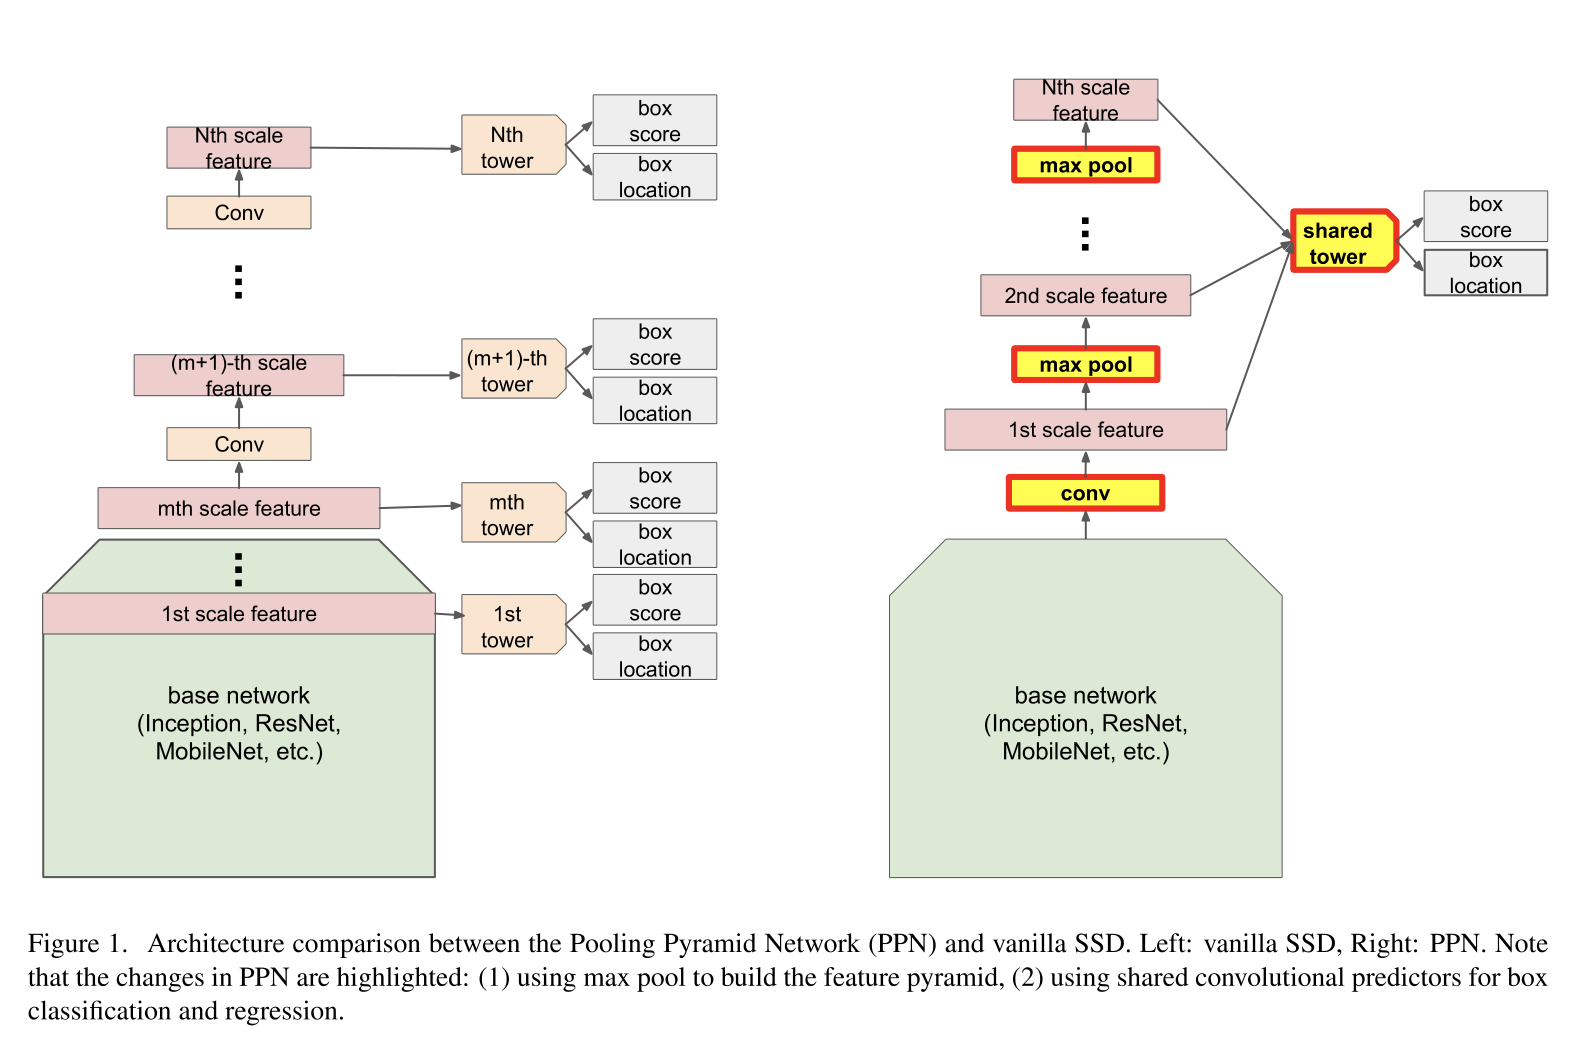 Nth scale
feature
Conv
Nth
tower
box
score
box
location
(m+1)-th scale
feature
Conv
(m+1)-th
tower
box
score
box
location
mth scale feature
mth
tower
box
score
box
location
1st scale feature
1st
tower
box
score
box
location
base network
(Inception, ResNet,
MobileNet, etc.)
Nth scale
feature
max pool
2nd scale feature
max pool
1st scale feature
conv
shared
tower
box
score
box
location
base network
(Inception, ResNet,
MobileNet, etc.)
Figure 1. Architecture comparison between the Pooling Pyramid Network (PPN) and vanilla SSD. Left: vanilla SSD, Right: PPN. Note
that the changes in PPN are highlighted: (1) using max pool to build the feature pyramid, (2) using shared convolutional predictors for box
classification and regression.